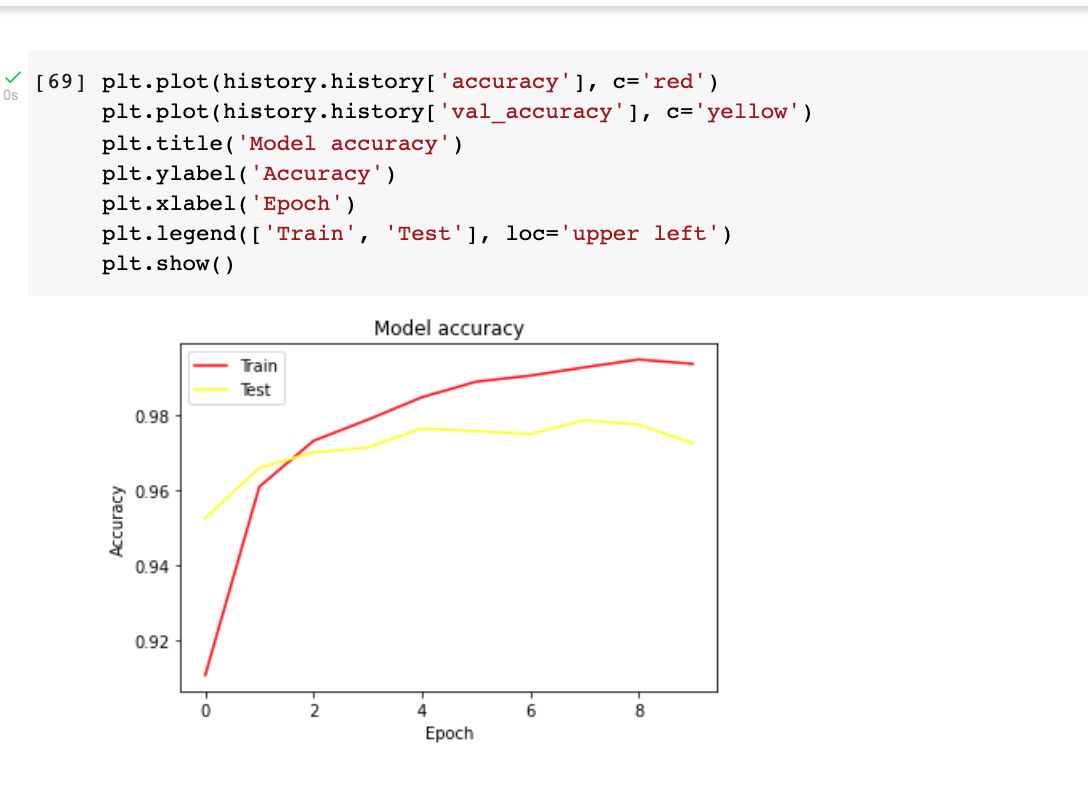 [69] plt.plot(history.history['accuracy'], c='red')
0s
plt.plot(history.history['val_accuracy'], c='yellow')
plt.title('Model accuracy')
plt.ylabel('Accuracy')
plt.xlabel('Epoch')
plt.legend(['Train', 'Test'], loc='upper left')
plt.show()
Model accuracy
Train
Test
0.98
0.96
0.94
0.92
Accuracy
0 2 4 6 8
Epoch